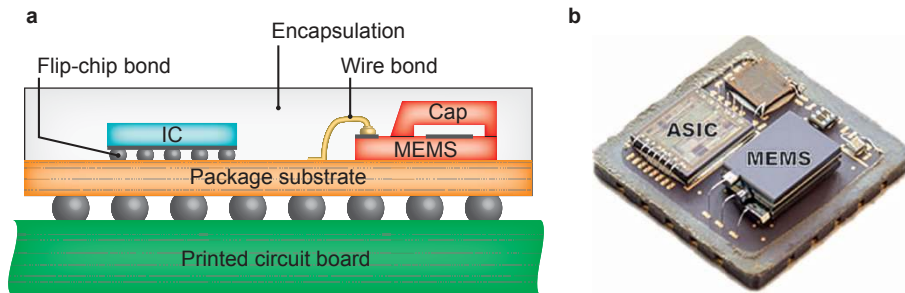 a
Encapsulation
Flip-chip bond
Wire bond
IC
Cap
MEMS
Package substrate
Printed circuit board
b
ASIC
MEMS